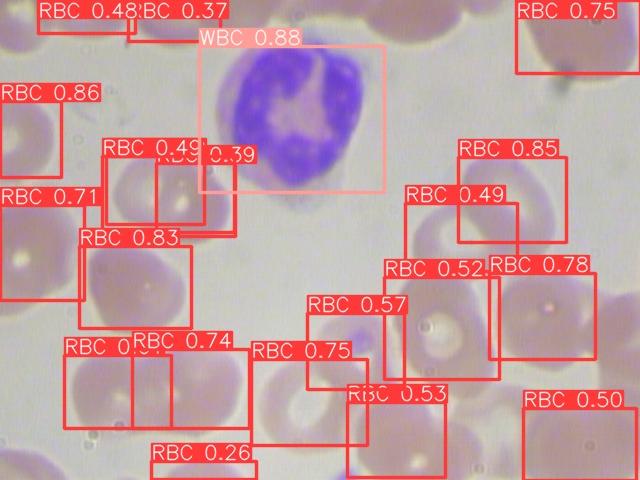 RBC 0.48
RBC 0.37
RBC 0.75
WBC 0.88
RBC 0.86
RBC 0.49
RBC 0.39
RBC 0.85
RBC 0.71
RBC 0.49
RBC 0.83
RBC 0.52
RBC 0.78
RBC 0.57
RBC
RBC 0.74
RBC 0.75
RBC 0.53
RBC 0.50
RBC 0.26